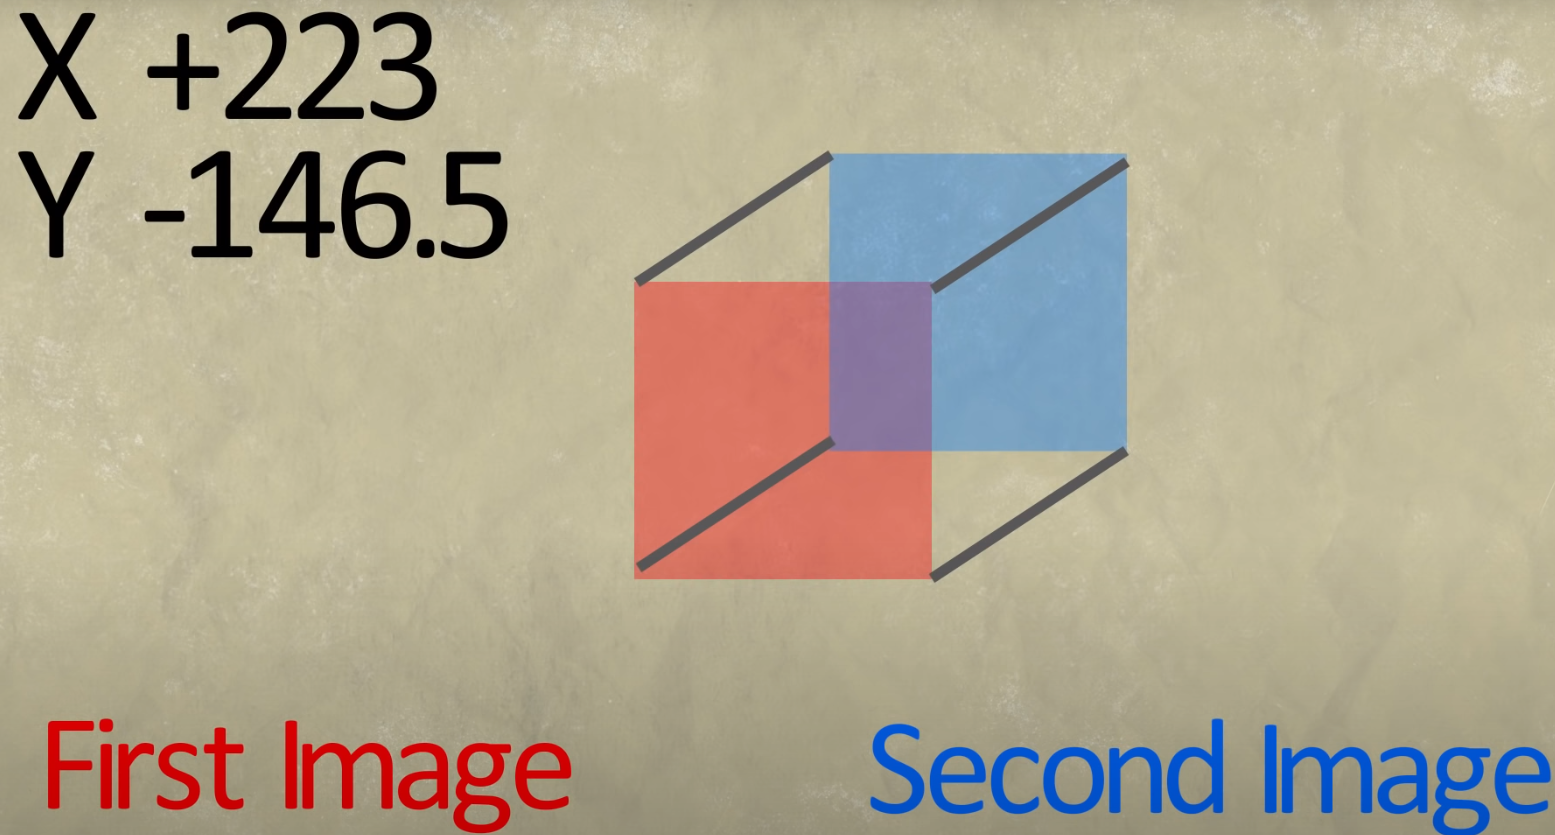 X +223
Y -146.5
First Image
Second Image